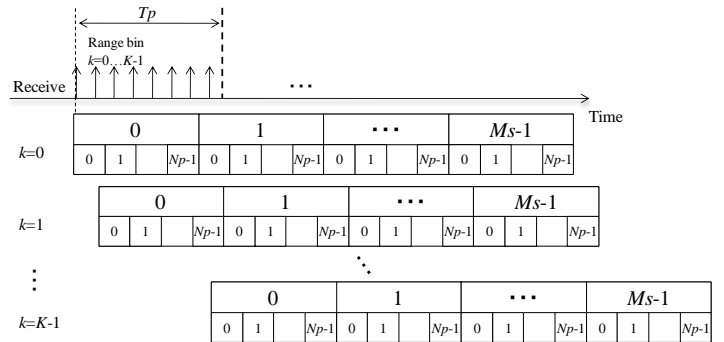 Tp
Range bin
k=0…K-1
Receive
…
Time
0 1 … Ms-1
k=0
0 1 Np-1 0 1 Np-1 0 1 Np-1 0 1 Np-1
0 1 … Ms-1
k=1
0 1 Np-1 0 1 Np-1 0 1 Np-1 0 1 Np-1
⋱
⋮
0 1 … Ms-1
k=K-1
0 1 Np-1 0 1 Np-1 0 1 Np-1 0 1 Np-1